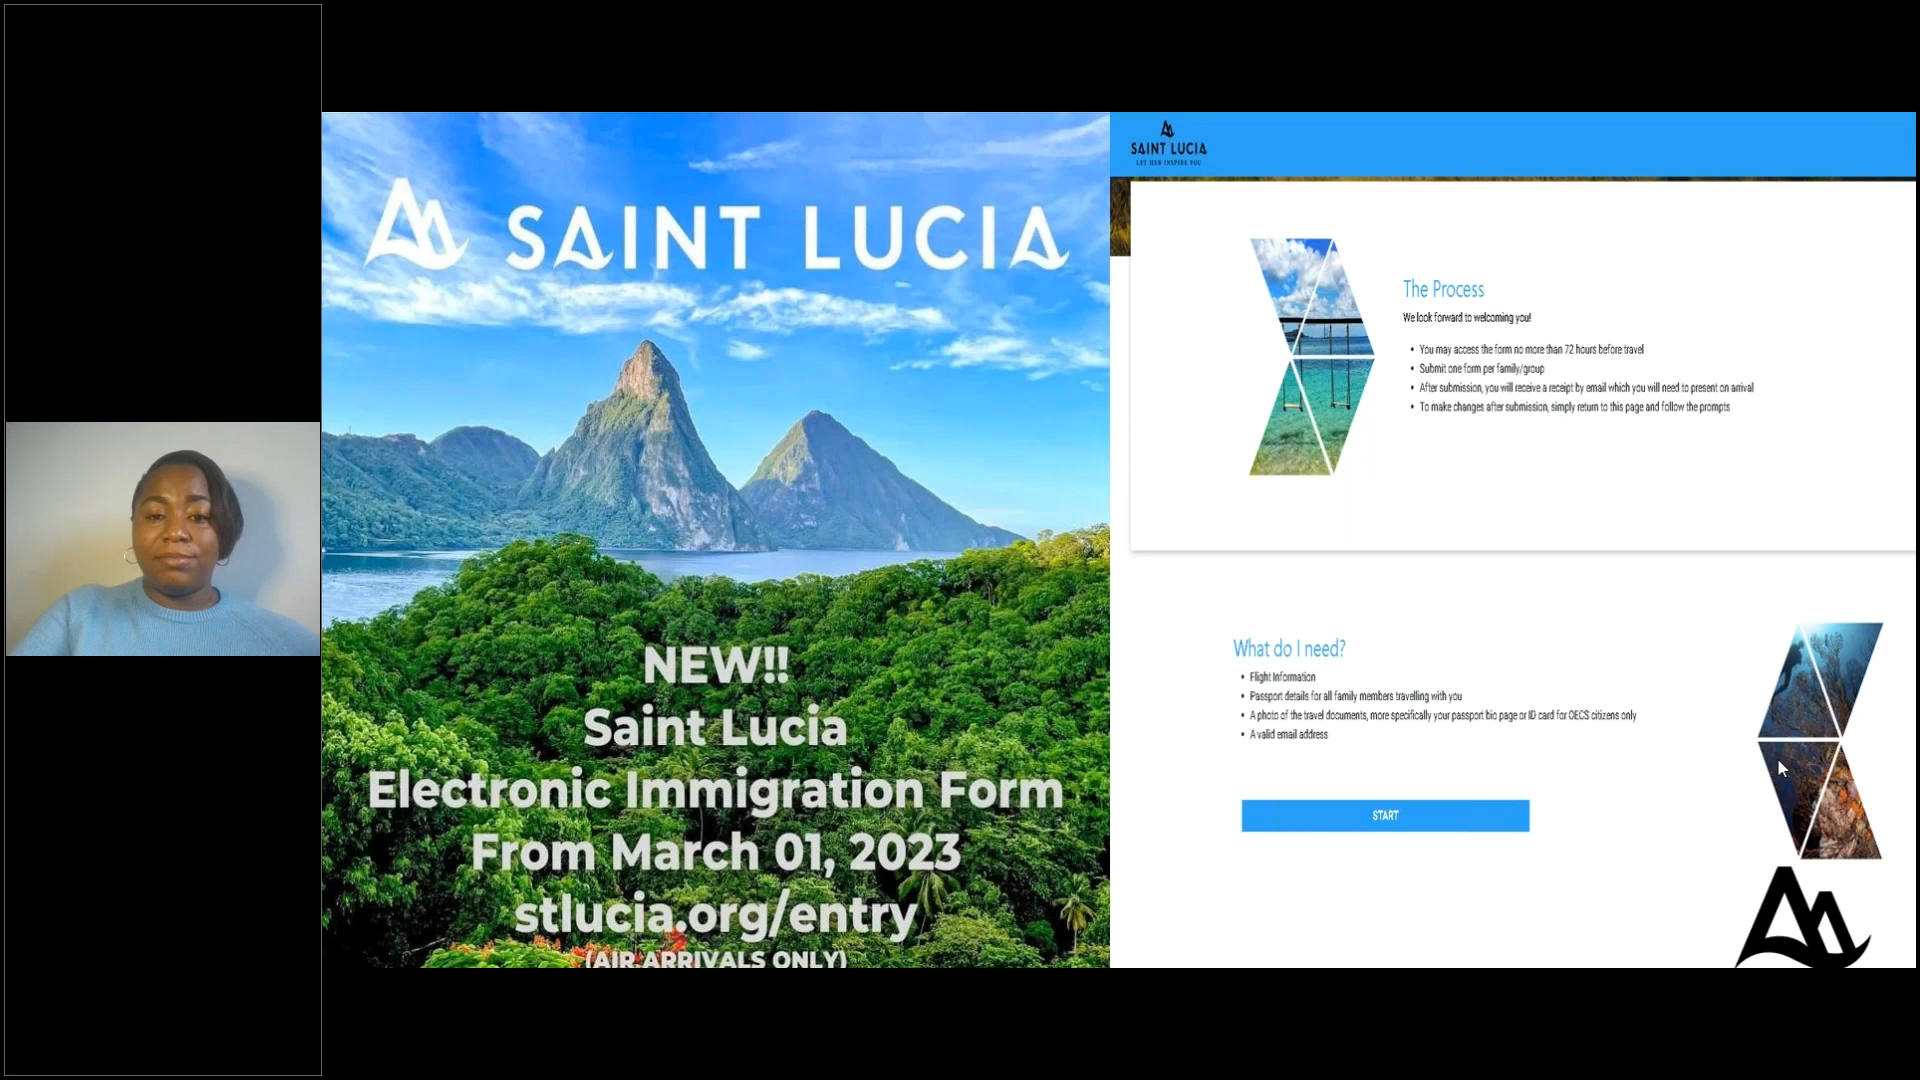 SAINT LUCIA
NEW!!
Saint Lucia
Electronic Immigration Form
From March 01, 2023
stlucia.org/entry
(AIR ARRIVALS ONLY)
SAINT LUCIA
LET HER INSPIRE YOU
The Process
We look forward to welcoming you!
• You may access the form no more than 72 hours before travel
• Submit one form per family/group
• After submission, you will receive a receipt by email which you will need to present on arrival
• To make changes after submission, simply return to this page and follow the prompts
What do I need?
• Flight Information
• Passport details for all family members travelling with you
• A photo of the travel documents, more specifically your passport bio page or ID card for OECS citizens only
• A valid email address
START